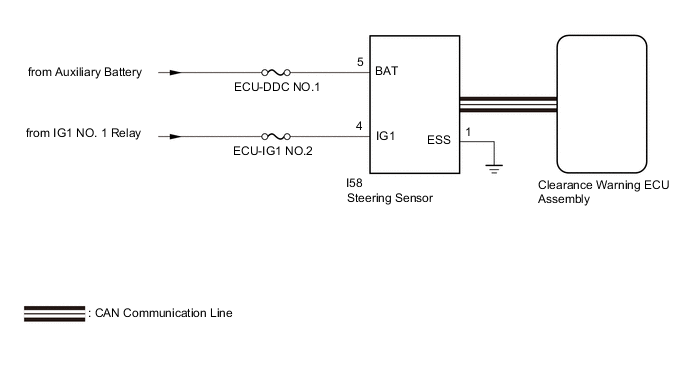 5
from Auxiliary Battery
BAT
ECU-DDC NO.1
4
from IG1 NO. 1 Relay
IG1
ECU-IG1 NO.2
ESS
1
I58
Steering Sensor
Clearance Warning ECU
Assembly
: CAN Communication Line